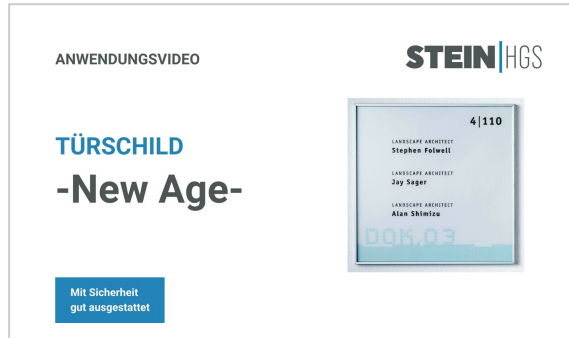 ANWENDUNGSVIDEO
STEIN|HGS
TÜRSCHILD
-New Age-
4|110
LANDSCAPE ARCHITECT
Stephen Folwell
LANDSCAPE ARCHITECT
Jay Sager
LANDSCAPE ARCHITECT
Alan Shimizu
DOK.03
Mit Sicherheit
gut ausgestattet